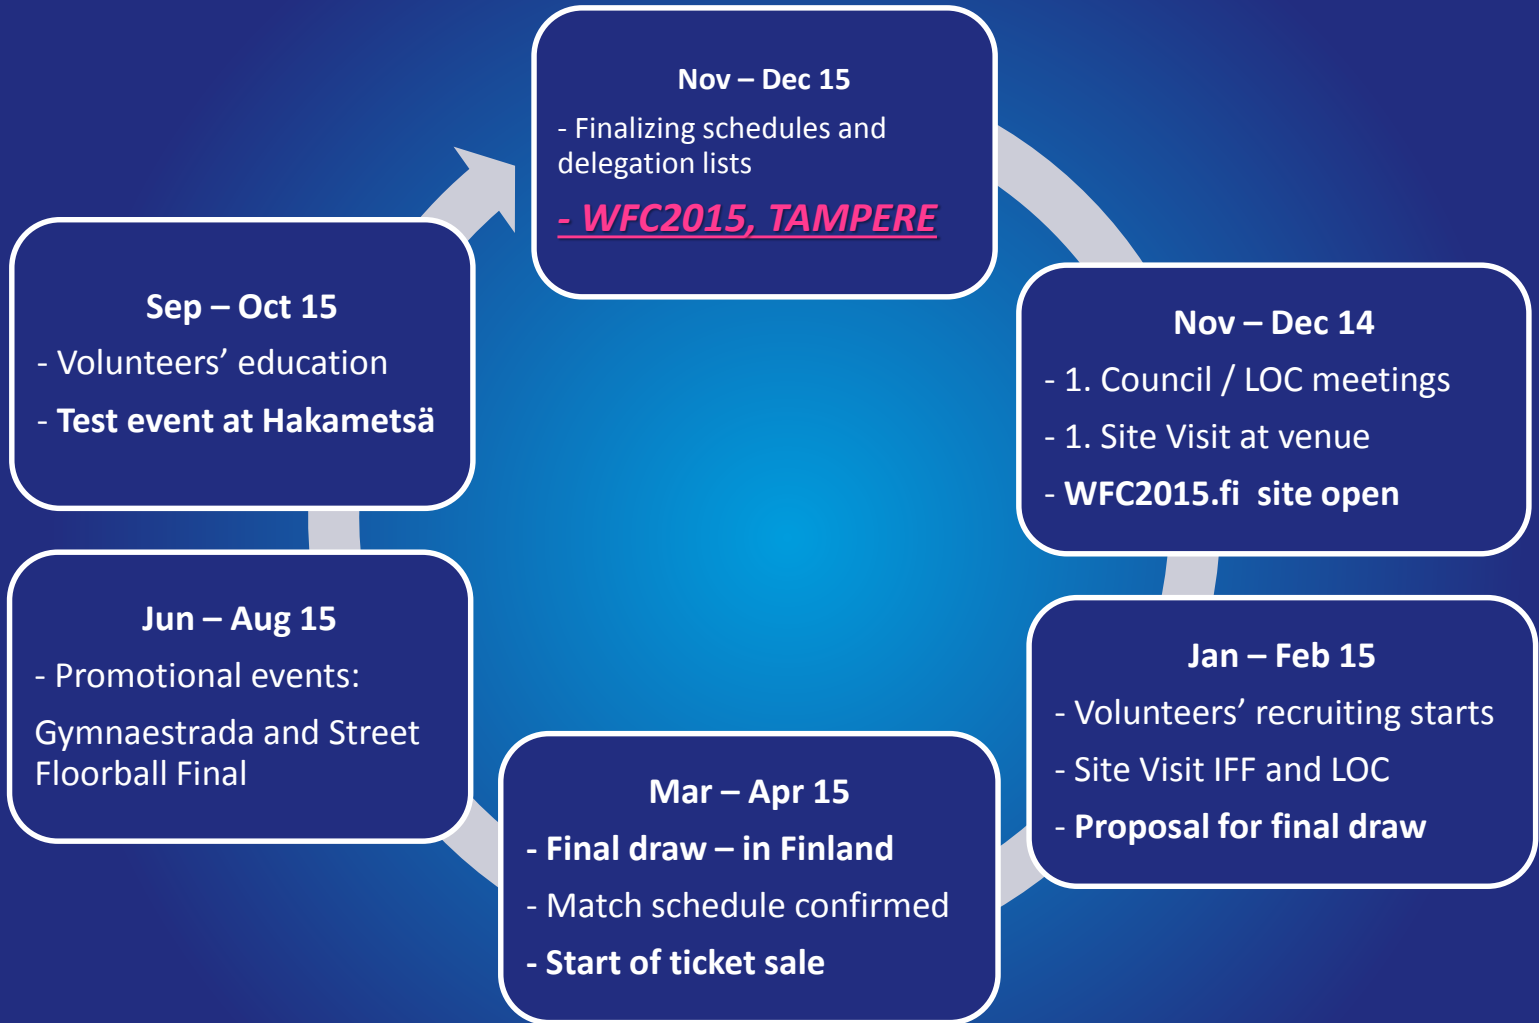 Nov – Dec 15
- Finalizing schedules and
delegation lists
- WFC2015, TAMPERE
Nov – Dec 14
- 1. Council / LOC meetings
- 1. Site Visit at venue
- WFC2015.fi  site open
Jan – Feb 15
- Volunteers’ recruiting starts
- Site Visit IFF and LOC
- Proposal for final draw
Mar – Apr 15
- Final draw – in Finland
- Match schedule confirmed
- Start of ticket sale
Jun – Aug 15
- Promotional events:
Gymnaestrada and Street
Floorball Final
Sep – Oct 15
- Volunteers’ education
- Test event at Hakametsä